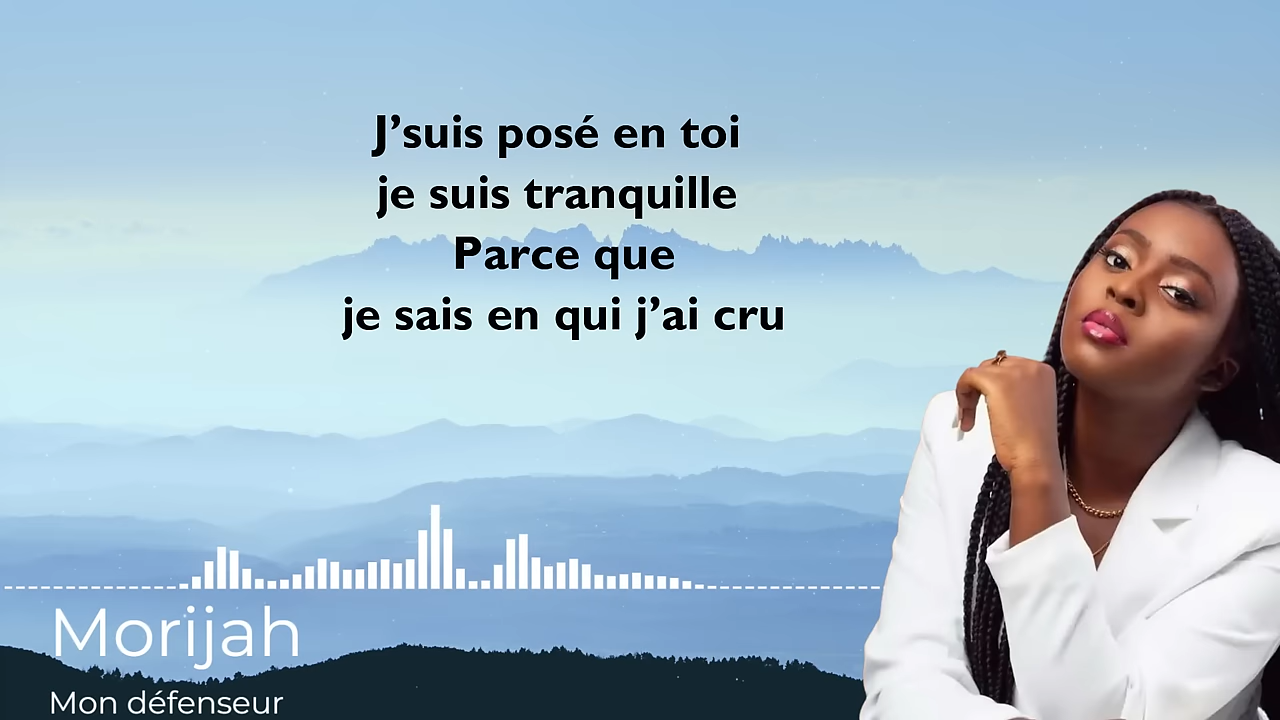 J’suis posé en toi
je suis tranquille
Parce que
je sais en qui j’ai cru
Morijah
Mon défenseur